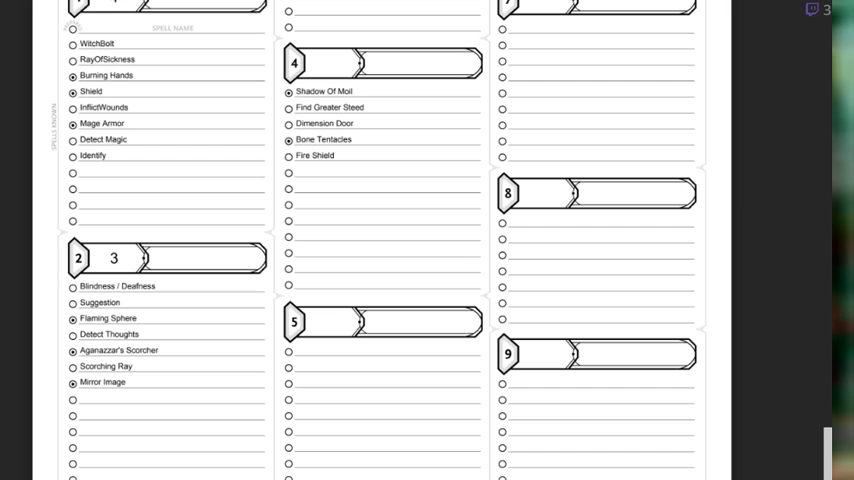 SPELL NAME
WitchBolt
RayOfSickness
Burning Hands
Shield
InflictWounds
Mage Armor
Detect Magic
Identify
SPELLS KNOWN
2
3
Blindness / Deafness
Suggestion
Flaming Sphere
Detect Thoughts
Aganazzar's Scorcher
Scorching Ray
Mirror Image
4
Shadow Of Moil
Find Greater Steed
Dimension Door
Bone Tentacles
Fire Shield
5
8
9
3